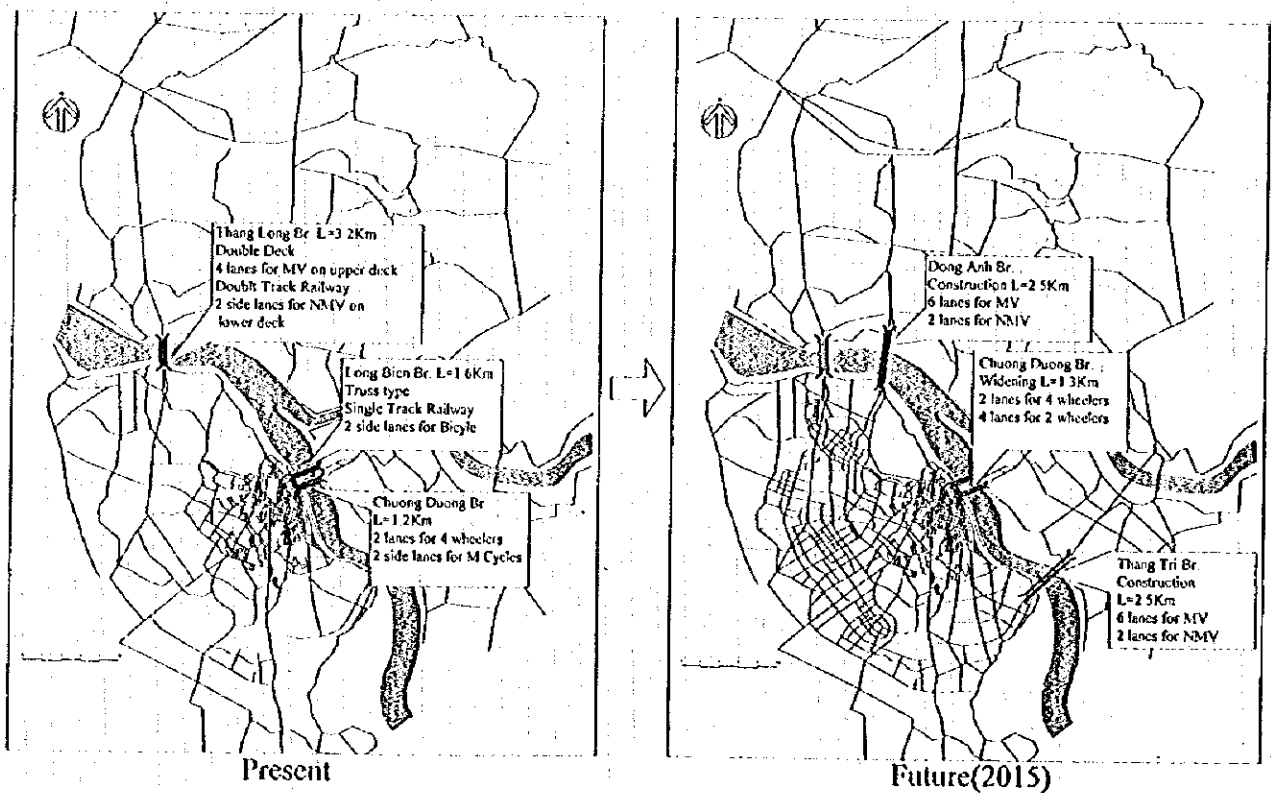 Thang Long Br. L=3.2Km
Double Deck
4 lanes for MV on upper deck
Doublt Track Railway
2 side lanes for NMV on
lower deck
Long Bien Br. L=1.6Km
Truss type
Single Track Railway
2 side lanes for Bicyle
Chuong Duong Br
L=1.2Km
2 lanes for 4 wheelers
2 side lanes for M Cycles
Present
Dong Anh Br.
Construction L=2.5Km
6 lanes for MV
2 lanes for NMV
Chuong Duong Br.
Widening L=1.3Km
2 lanes for 4 wheelers
4 lanes for 2 wheelers
Thang Tri Br.
Construction
L=2.5Km
6 lanes for MV
2 lanes for NMV
Future(2015)